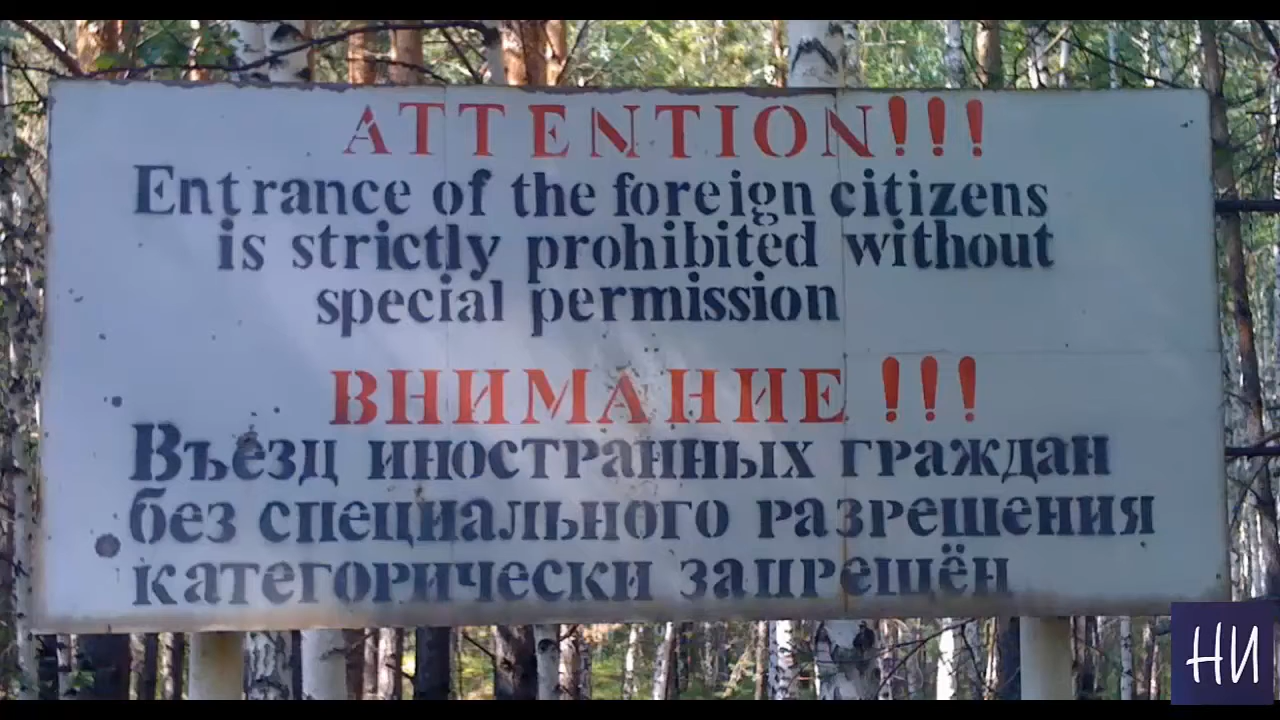 ATTENTION!!!
Entrance of the foreign citizens
is strictly prohibited without
special permission
ВНИМАНИЕ !!!
Въезд иностранных граждан
без специального разрешения
категорически запрещён
НИ